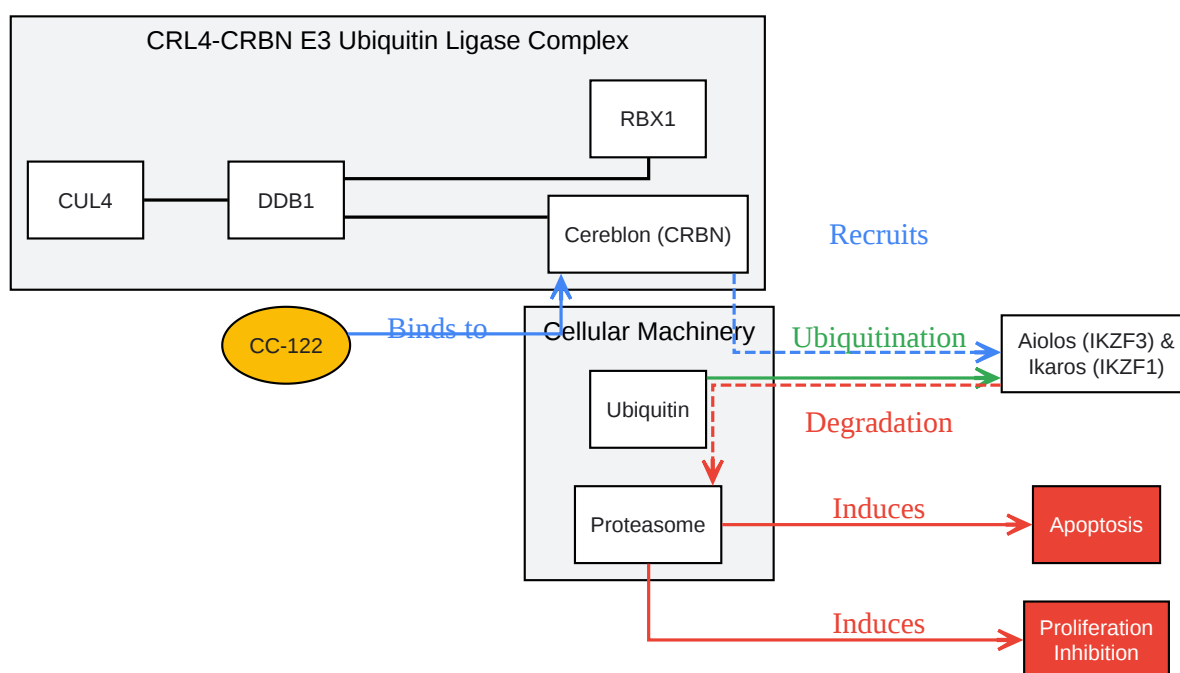 CRL4-CRBN E3 Ubiquitin Ligase Complex
RBX1
CUL4
DDB1
Cereblon (CRBN)
Recruits
CC-122
Binds to
Cellular Machinery
Ubiquitination
Aiolos (IKZF3) &
Ikaros (IKZF1)
Ubiquitin
Degradation
Proteasome
Induces
Apoptosis
Induces
Proliferation
Inhibition